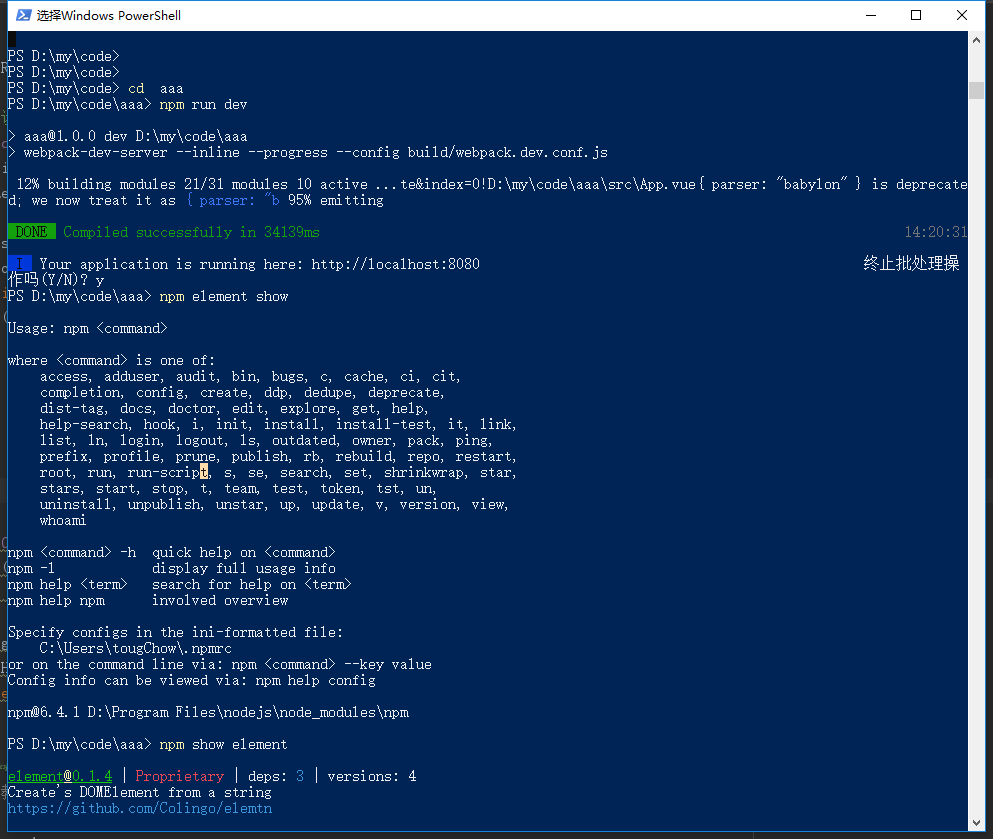 选择Windows PowerShell
PS D:\my\code>
PS D:\my\code>
PS D:\my\code> cd  aaa
PS D:\my\code\aaa> npm run dev
> aaa@1.0.0 dev D:\my\code\aaa
> webpack-dev-server --inline --progress --config build/webpack.dev.conf.js
12% building modules 21/31 modules 10 active ...te&index=0!D:\my\code\aaa\src\App.vue{ parser: "babylon" } is deprecate
d; we now treat it as { parser: "b 95% emitting
DONE Compiled successfully in 34139ms 14:20:31
I Your application is running here: http://localhost:8080 终止批处理操
作吗(Y/N)? y
PS D:\my\code\aaa> npm element show
Usage: npm <command>
where <command> is one of:
access, adduser, audit, bin, bugs, c, cache, ci, cit,
completion, config, create, ddp, dedupe, deprecate,
dist-tag, docs, doctor, edit, explore, get, help,
help-search, hook, i, init, install, install-test, it, link,
list, ln, login, logout, ls, outdated, owner, pack, ping,
prefix, profile, prune, publish, rb, rebuild, repo, restart,
root, run, run-script, s, se, search, set, shrinkwrap, star,
stars, start, stop, t, team, test, token, tst, un,
uninstall, unpublish, unstar, up, update, v, version, view,
whoami
npm <command> -h  quick help on <command>
npm -l            display full usage info
npm help <term>   search for help on <term>
npm help npm      involved overview
Specify configs in the ini-formatted file:
C:\Users\tougChow\.npmrc
or on the command line via: npm <command> --key value
Config info can be viewed via: npm help config
npm@6.4.1 D:\Program Files\nodejs\node_modules\npm
PS D:\my\code\aaa> npm show element
element@0.1.4 | Proprietary | deps: 3 | versions: 4
Create's DOMElement from a string
https://github.com/Colingo/elemtn